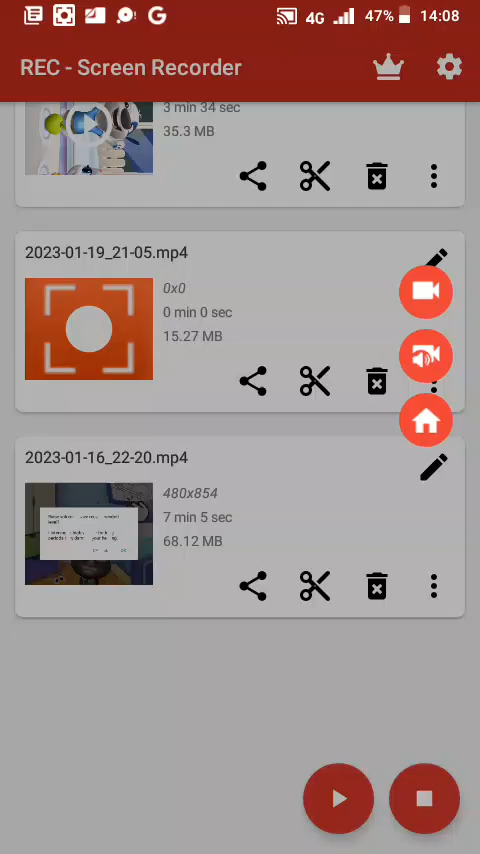 4G
47%
14:08
REC - Screen Recorder
3 min 34 sec
35.3 MB
2023-01-19_21-05.mp4
0x0
0 min 0 sec
15.27 MB
2023-01-16_22-20.mp4
480x854
7 min 5 sec
68.12 MB